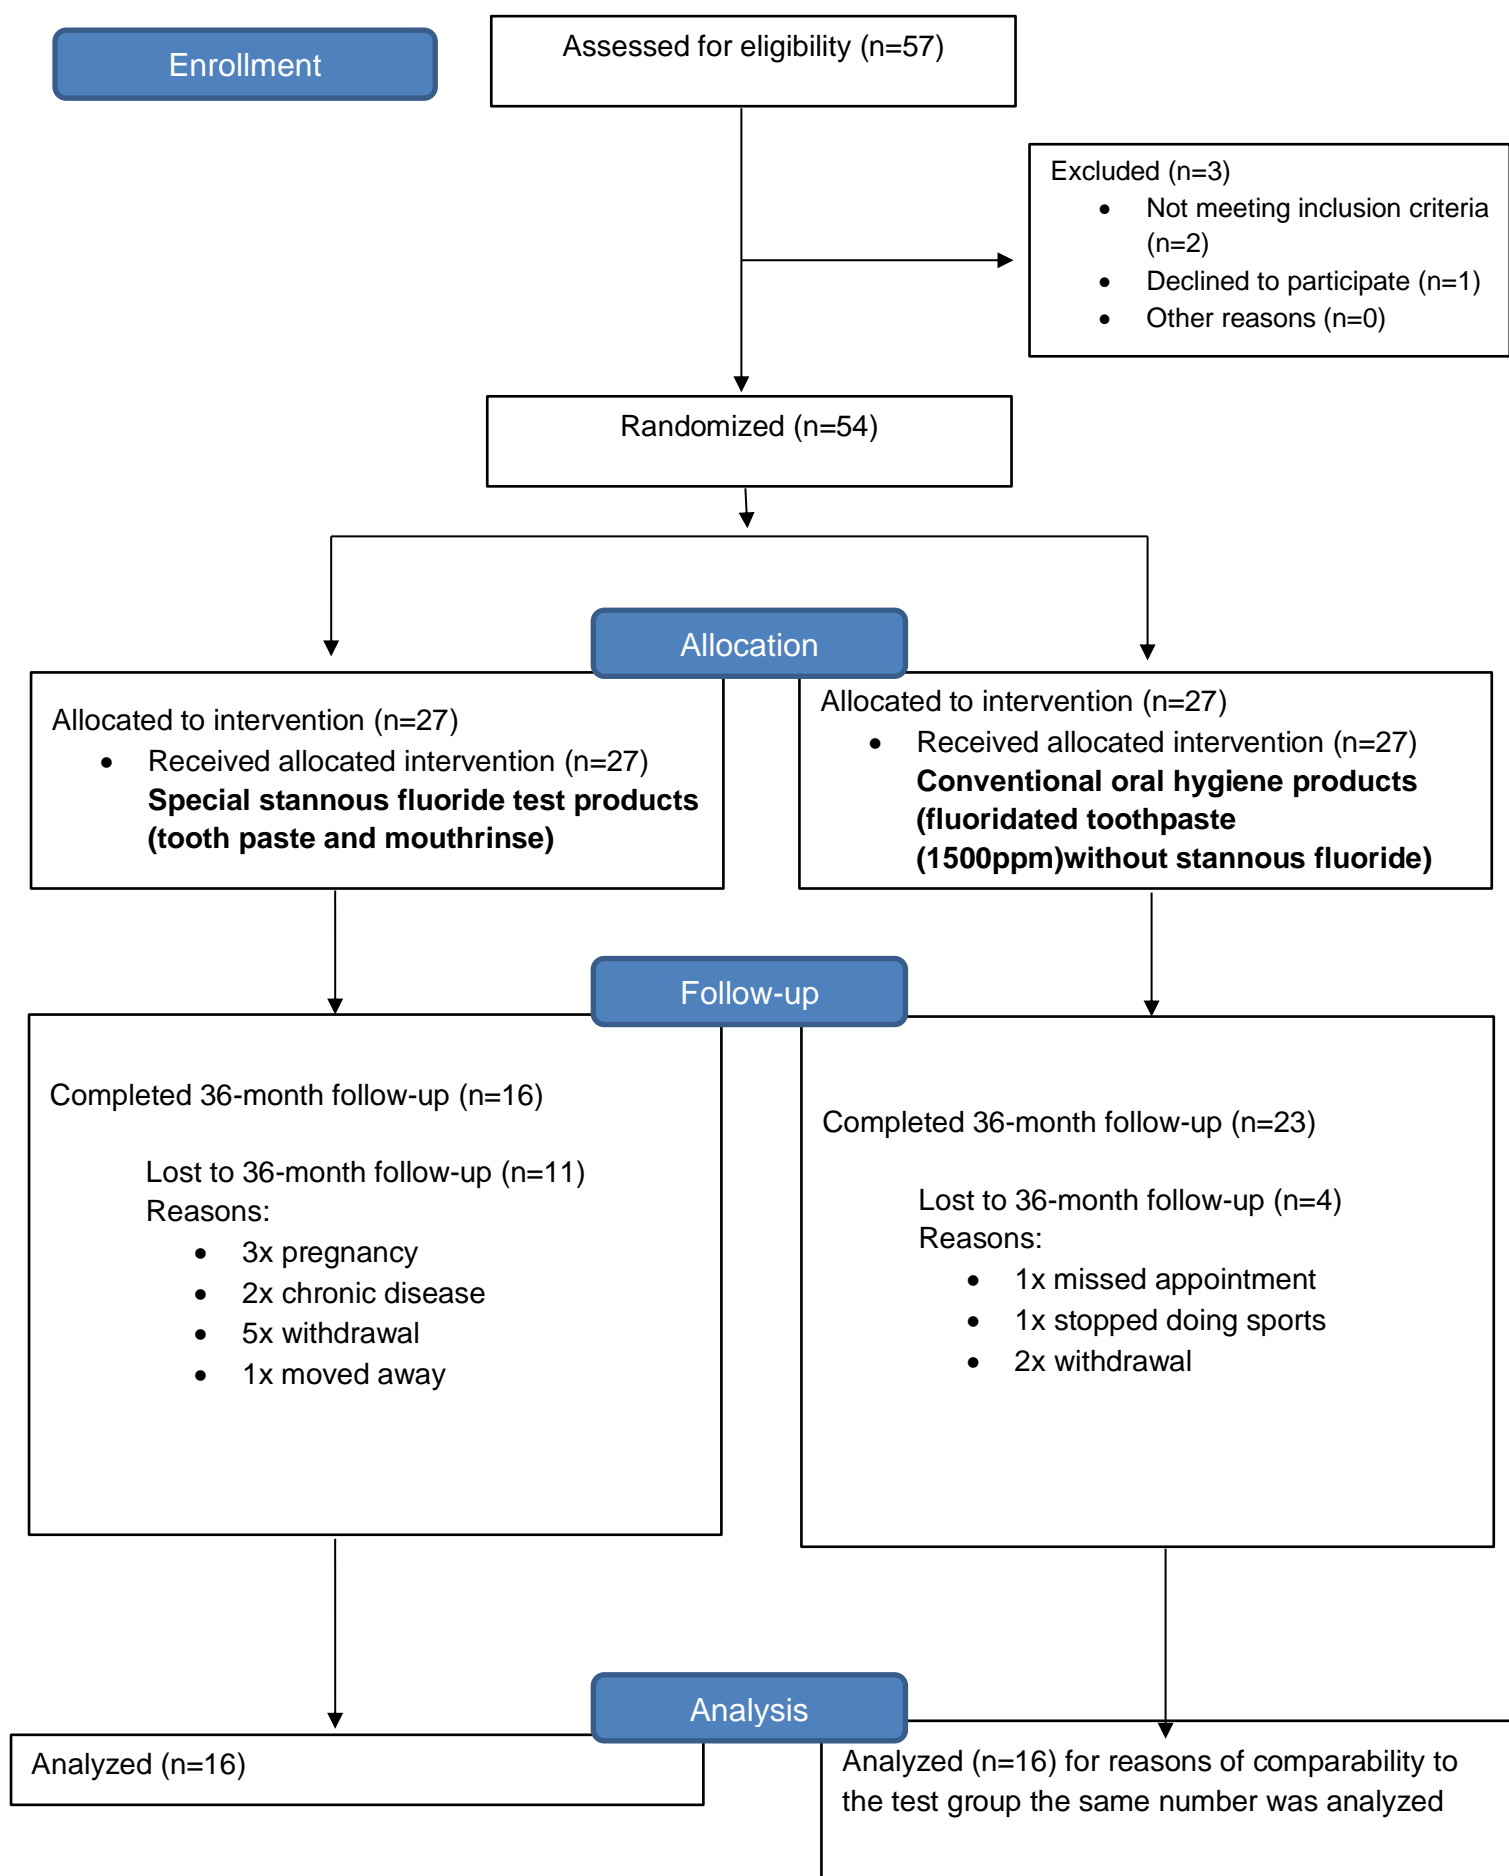 Enrollment
Assessed for eligibility (n=57)
Excluded (n=3)
• Not meeting inclusion criteria
(n=2)
• Declined to participate (n=1)
• Other reasons (n=0)
Randomized (n=54)
Allocation
Allocated to intervention (n=27)
• Received allocated intervention (n=27)
Special stannous fluoride test products
(tooth paste and mouthrinse)
Allocated to intervention (n=27)
• Received allocated intervention (n=27)
Conventional oral hygiene products
(fluoridated toothpaste
(1500ppm)without stannous fluoride)
Follow-up
Completed 36-month follow-up (n=16)
Lost to 36-month follow-up (n=11)
Reasons:
• 3x pregnancy
• 2x chronic disease
• 5x withdrawal
• 1x moved away
Completed 36-month follow-up (n=23)
Lost to 36-month follow-up (n=4)
Reasons:
• 1x missed appointment
• 1x stopped doing sports
• 2x withdrawal
Analysis
Analyzed (n=16)
Analyzed (n=16) for reasons of comparability to
the test group the same number was analyzed